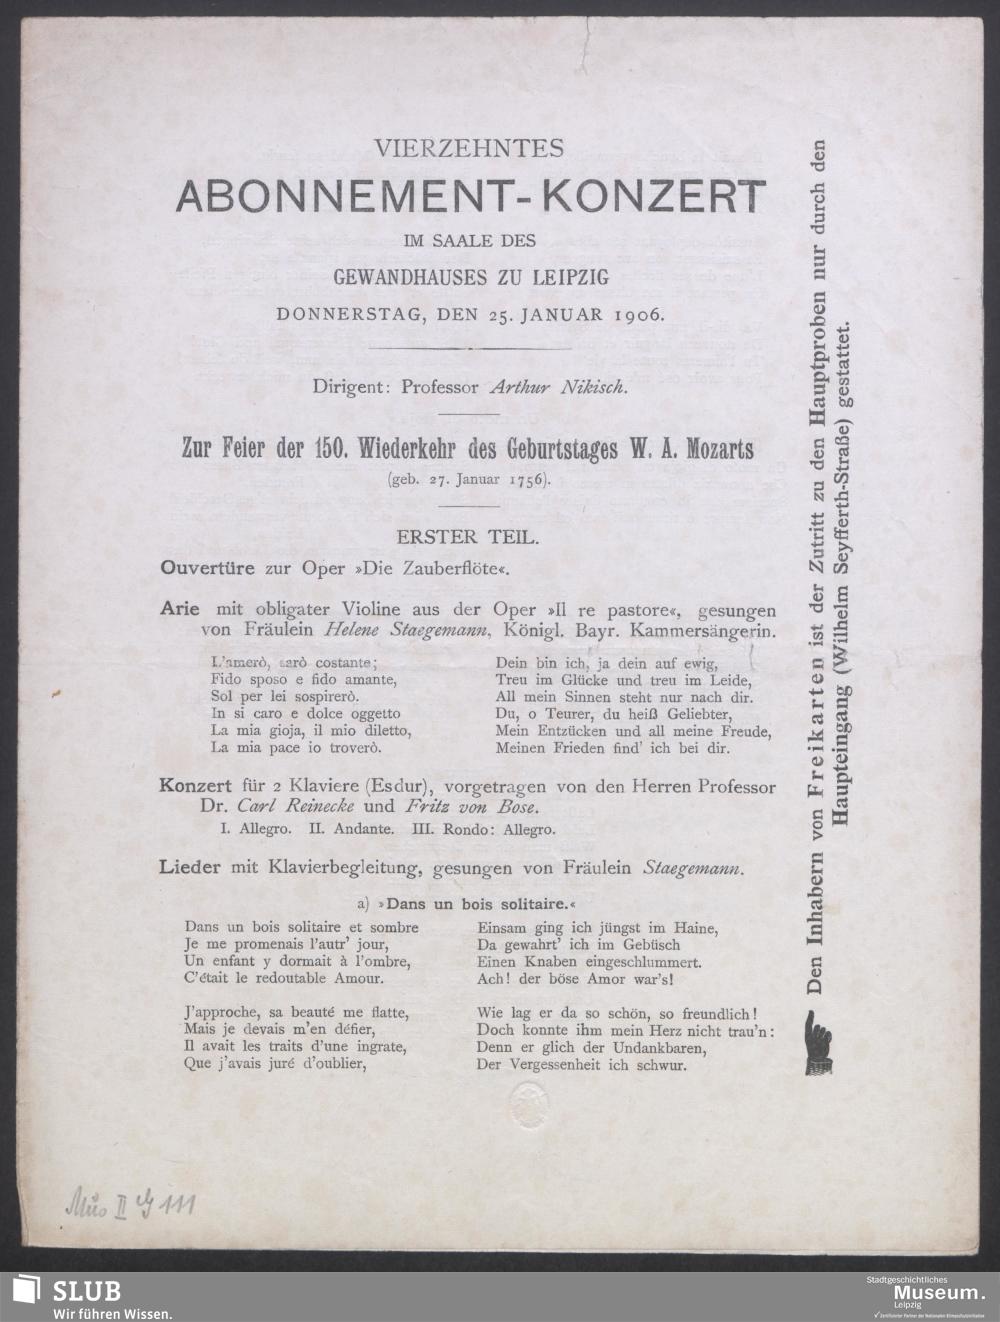 VIERZEHNTES
ABONNEMENT-KONZERT
IM SAALE DES
GEWANDHAUSES ZU LEIPZIG
DONNERSTAG, DEN 25. JANUAR 1906.
Dirigent: Professor Arthur Nikisch.
Zur Feier der 150. Wiederkehr des Geburtstages W. A. Mozarts
(geb. 27. Januar 1756).
ERSTER TEIL.
Ouvertüre zur Oper »Die Zauberflöte«.
Arie mit obligater Violine aus der Oper »Il re pastore«, gesungen
von Fräulein Helene Staegemann, Königl. Bayr. Kammersängerin.
L'amerò, sarò costante;
Fido sposo e fido amante,
Sol per lei sospirerò.
In si caro e dolce oggetto
La mia gioja, il mio diletto,
La mia pace io troverò.
Dein bin ich, ja dein auf ewig,
Treu im Glücke und treu im Leide,
All mein Sinnen steht nur nach dir.
Du, o Teurer, du heiß Geliebter,
Mein Entzücken und all meine Freude,
Meinen Frieden find' ich bei dir.
Konzert für 2 Klaviere (Esdur), vorgetragen von den Herren Professor
Dr. Carl Reinecke und Fritz von Bose.
I. Allegro. II. Andante. III. Rondo: Allegro.
Lieder mit Klavierbegleitung, gesungen von Fräulein Staegemann.
a) »Dans un bois solitaire.«
Dans un bois solitaire et sombre
Je me promenais l'autr' jour,
Un enfant y dormait à l'ombre,
C'était le redoutable Amour.
J'approche, sa beauté me flatte,
Mais je devais m'en défier,
Il avait les traits d'une ingrate,
Que j'avais juré d'oublier,
Einsam ging ich jüngst im Haine,
Da gewahrt' ich im Gebüsch
Einen Knaben eingeschlummert.
Ach! der böse Amor war's!
Wie lag er da so schön, so freundlich!
Doch konnte ihm mein Herz nicht trau'n:
Denn er glich der Undankbaren,
Der Vergessenheit ich schwur.
Den Inhabern von Freikarten ist der Zutritt zu den Hauptproben nur durch den
Haupteingang (Wilhelm Seyfferth-Straße) gestattet.
Mus II G 111
SLUB
Wir führen Wissen.
Stadtgeschichtliches
Museum.
Leipzig
Zertifizierter Partner der Nationalen Klimaschutzinitiative